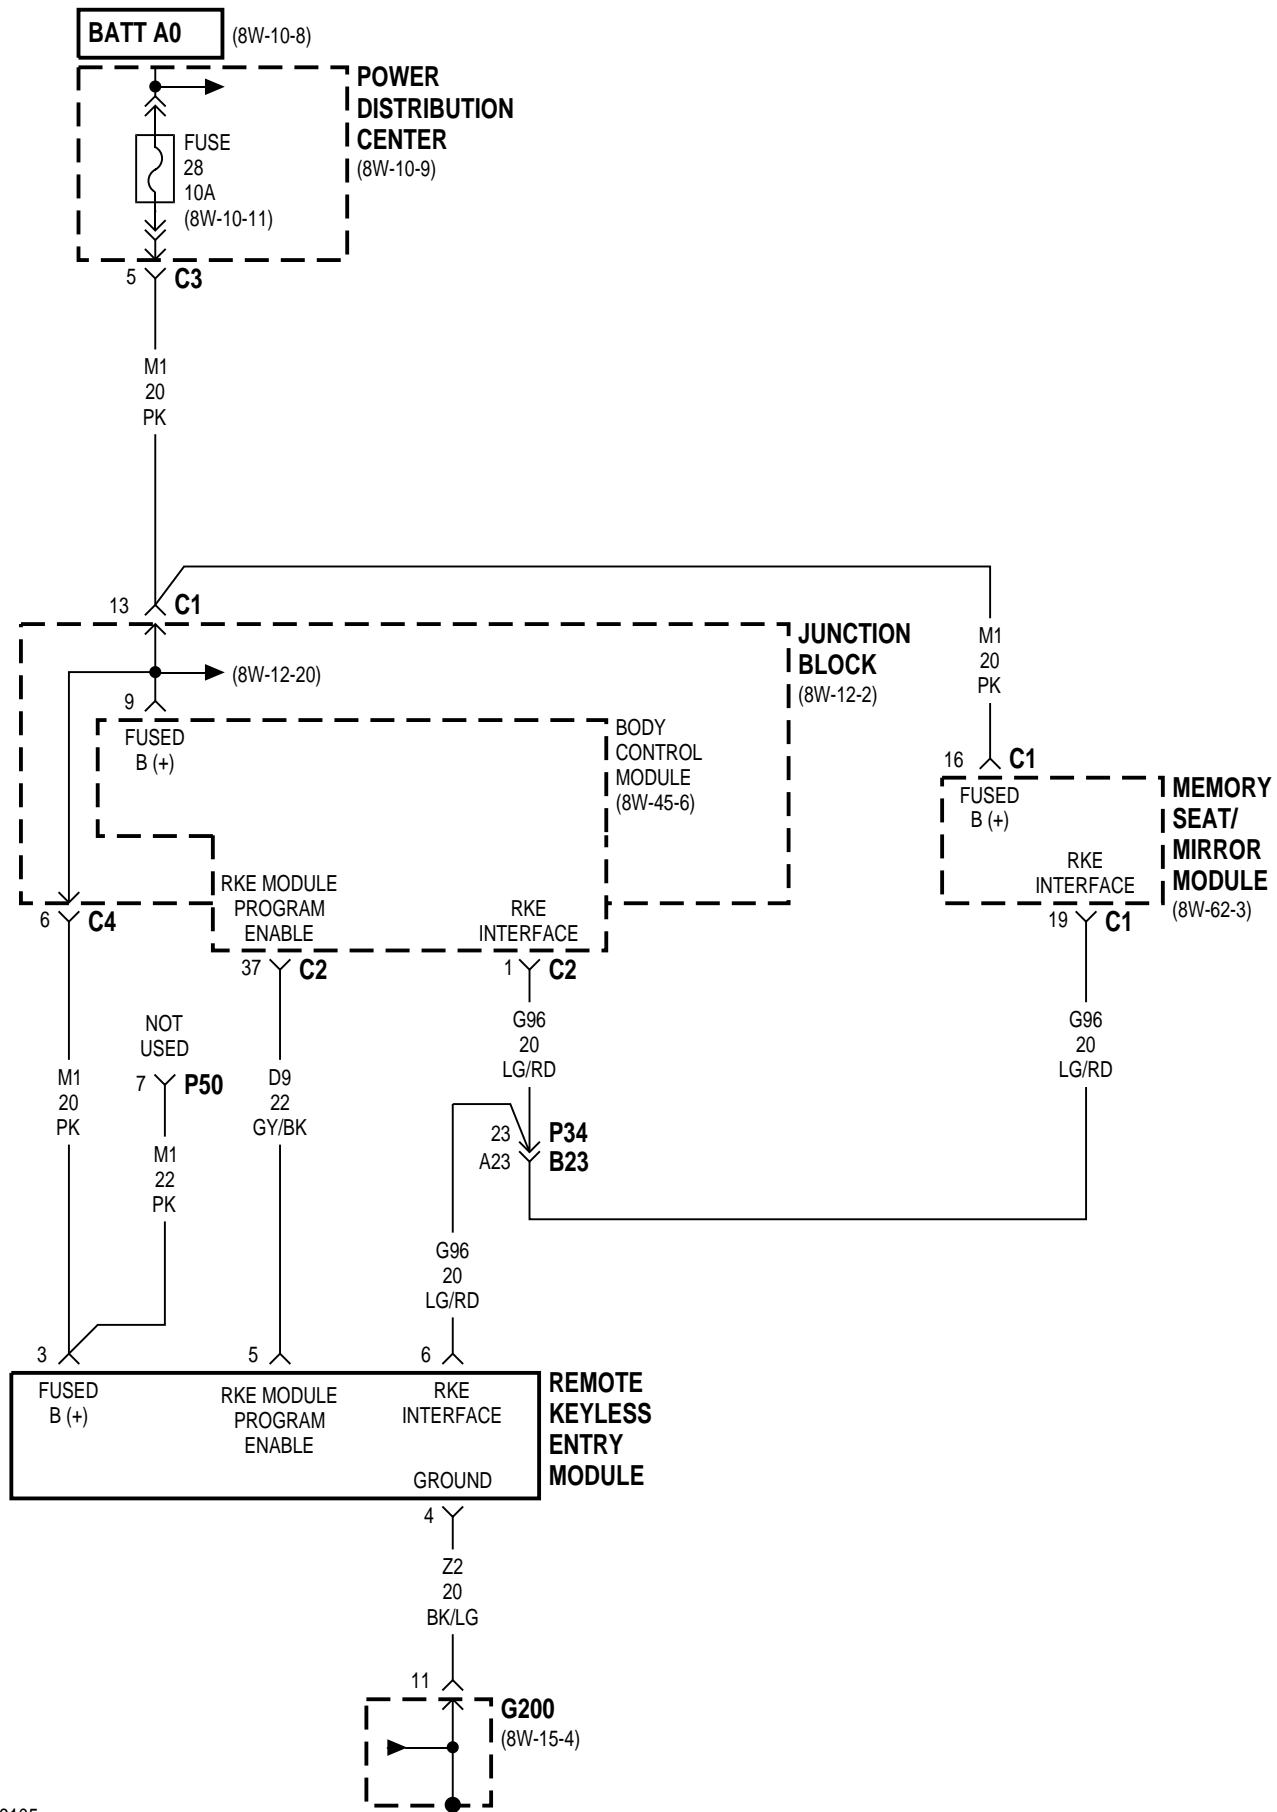 BATT A0
(8W-10-8)
POWER
DISTRIBUTION
CENTER
(8W-10-9)
FUSE
28
10A
(8W-10-11)
5
C3
M1
20
PK
13
C1
JUNCTION
BLOCK
(8W-12-2)
(8W-12-20)
9
FUSED
B (+)
BODY
CONTROL
MODULE
(8W-45-6)
M1
20
PK
16
C1
FUSED
B (+)
MEMORY
SEAT/
MIRROR
MODULE
(8W-62-3)
RKE
INTERFACE
19
C1
RKE MODULE
PROGRAM
ENABLE
RKE
INTERFACE
6
C4
37
C2
1
C2
NOT
USED
7
P50
M1
20
PK
M1
22
PK
D9
22
GY/BK
G96
20
LG/RD
G96
20
LG/RD
23
P34
A23
B23
G96
20
LG/RD
3
5
6
FUSED
B (+)
RKE MODULE
PROGRAM
ENABLE
RKE
INTERFACE
GROUND
REMOTE
KEYLESS
ENTRY
MODULE
4
Z2
20
BK/LG
11
G200
(8W-15-4)